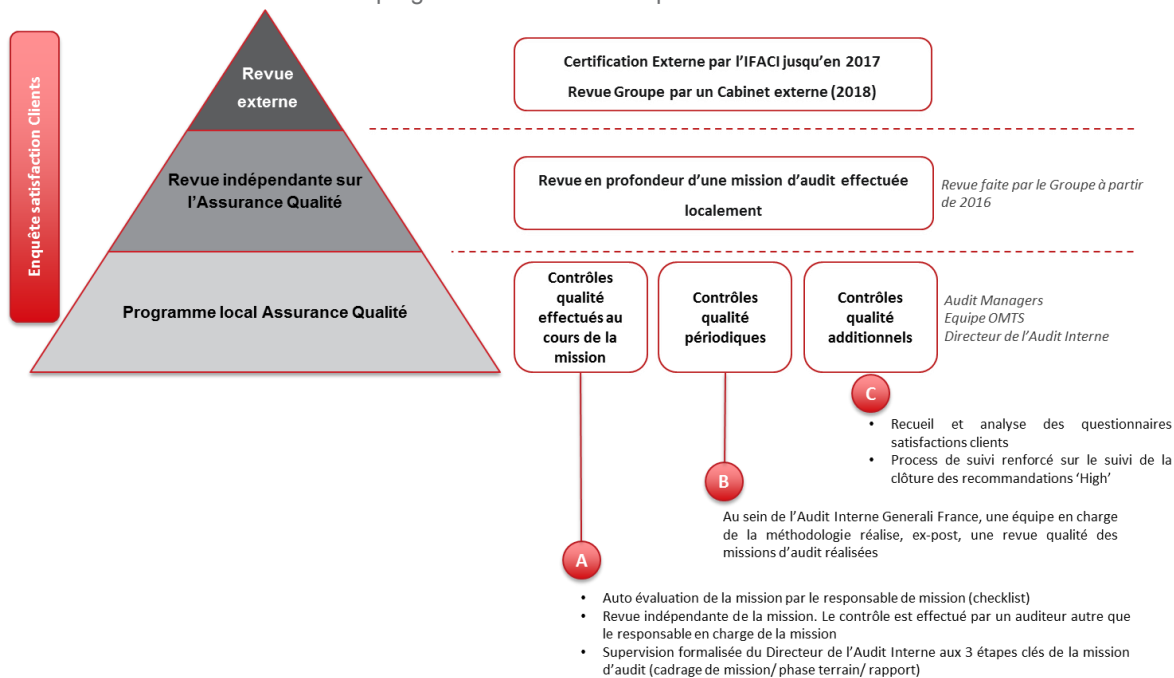 Enquête satisfaction Clients
Revue
externe
Certification Externe par l'IFACI jusqu'en 2017
Revue Groupe par un Cabinet externe (2018)
Revue indépendante sur
l'Assurance Qualité
Revue en profondeur d'une mission d'audit effectuée
localement
Revue faite par le Groupe à partir
de 2016
Programme local Assurance Qualité
Contrôles
qualité
effectués au
cours de la
mission
Contrôles
qualité
périodiques
Contrôles
qualité
additionnels
Audit Managers
Equipe OMTS
Directeur de l'Audit Interne
C
• Recueil et analyse des questionnaires
satisfactions clients
• Process de suivi renforcé sur le suivi de la
clôture des recommandations 'High'
B
Au sein de l'Audit Interne Generali France, une équipe en charge
de la méthodologie réalise, ex-post, une revue qualité des
missions d'audit réalisées
A
• Auto évaluation de la mission par le responsable de mission (checklist)
• Revue indépendante de la mission. Le contrôle est effectué par un auditeur autre que
le responsable en charge de la mission
• Supervision formalisée du Directeur de l'Audit Interne aux 3 étapes clés de la mission
d'audit (cadrage de mission/ phase terrain/ rapport)